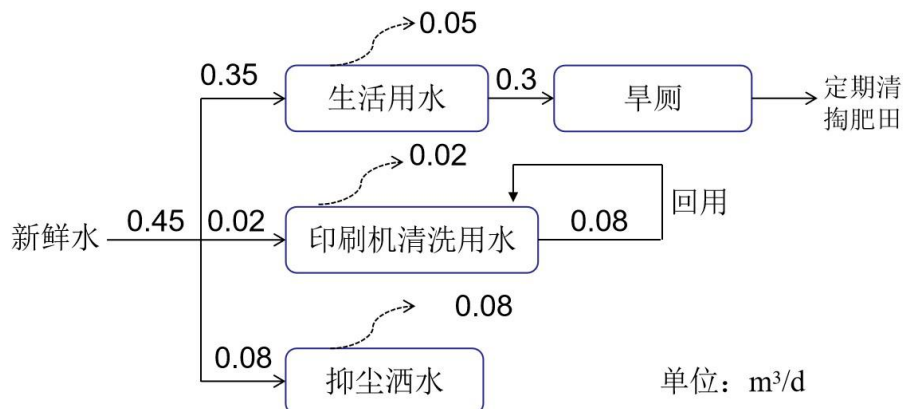 0.05
0.35
生活用水
0.3
旱厕
定期清
掏肥田
0.02
新鲜水
0.45
0.02
印刷机清洗用水
0.08
回用
0.08
0.08
抑尘洒水
单位：m³/d